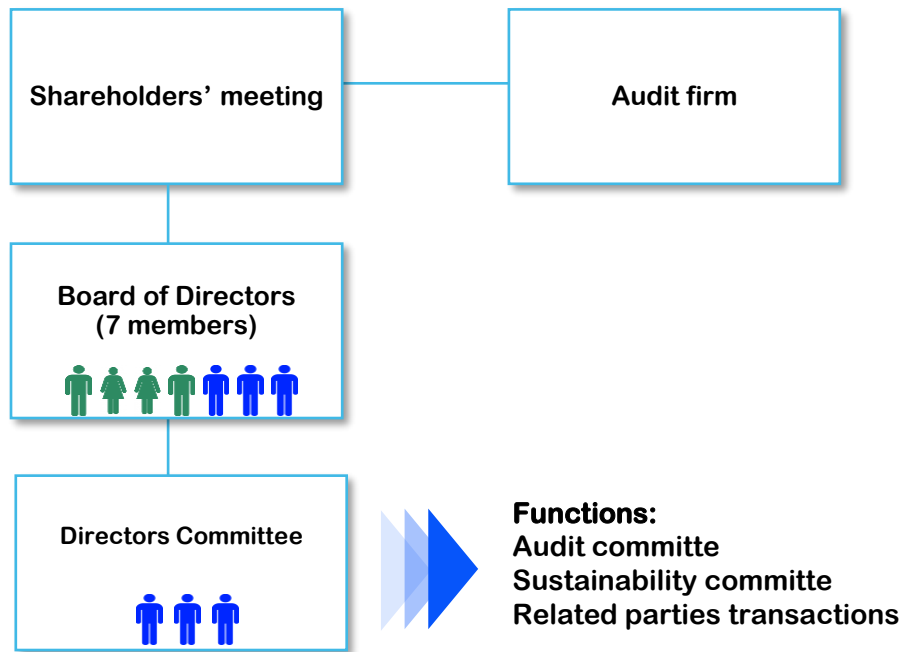 Shareholders’ meeting
Audit firm
Board of Directors
(7 members)
Directors Committee
Functions:
Audit committe
Sustainability committe
Related parties transactions